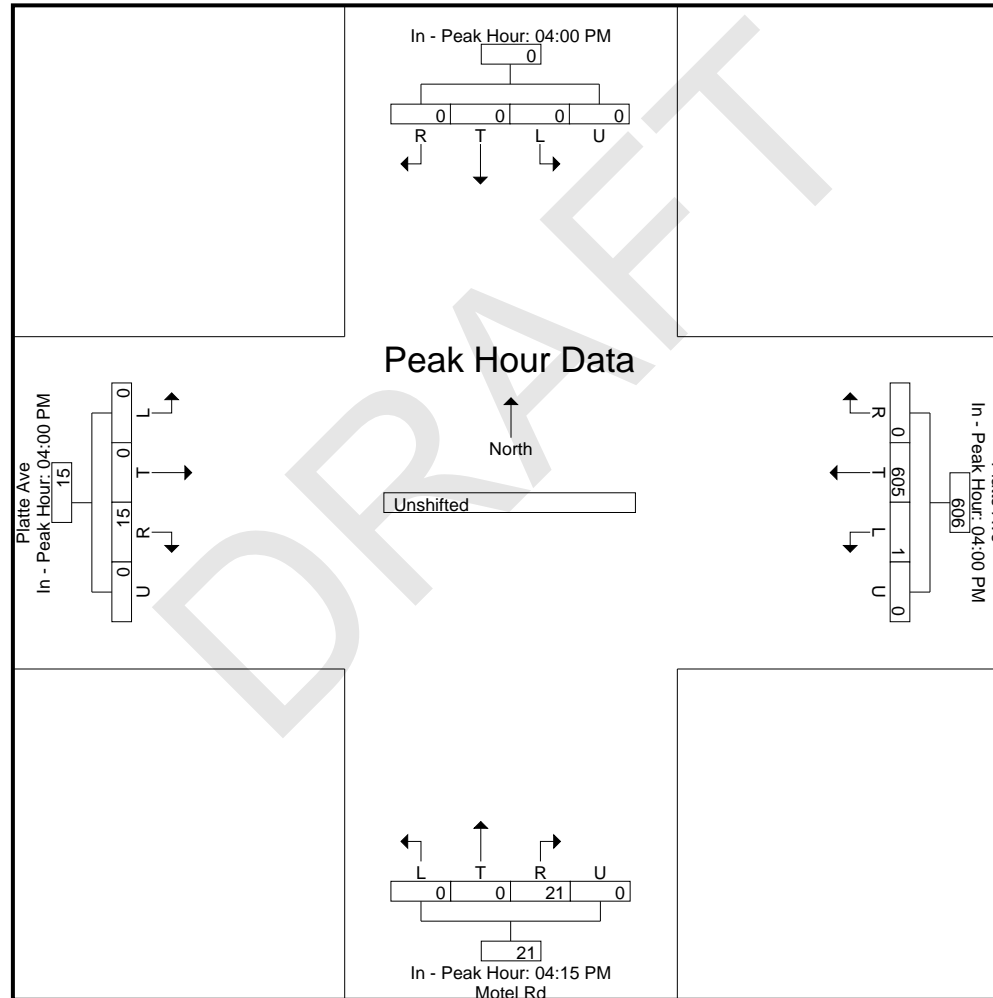 In - Peak Hour: 04:00 PM
0
0 0 0 0
R T L U
Peak Hour Data
North
Unshifted
Platte Ave
In - Peak Hour: 04:00 PM
15
0 0 15 0
L T R U
In - Peak Hour: 04:00 PM
606
0 605 1 0
R T L U
L T R U
0 0 21 0
21
In - Peak Hour: 04:15 PM
Motel Rd
DRAFT